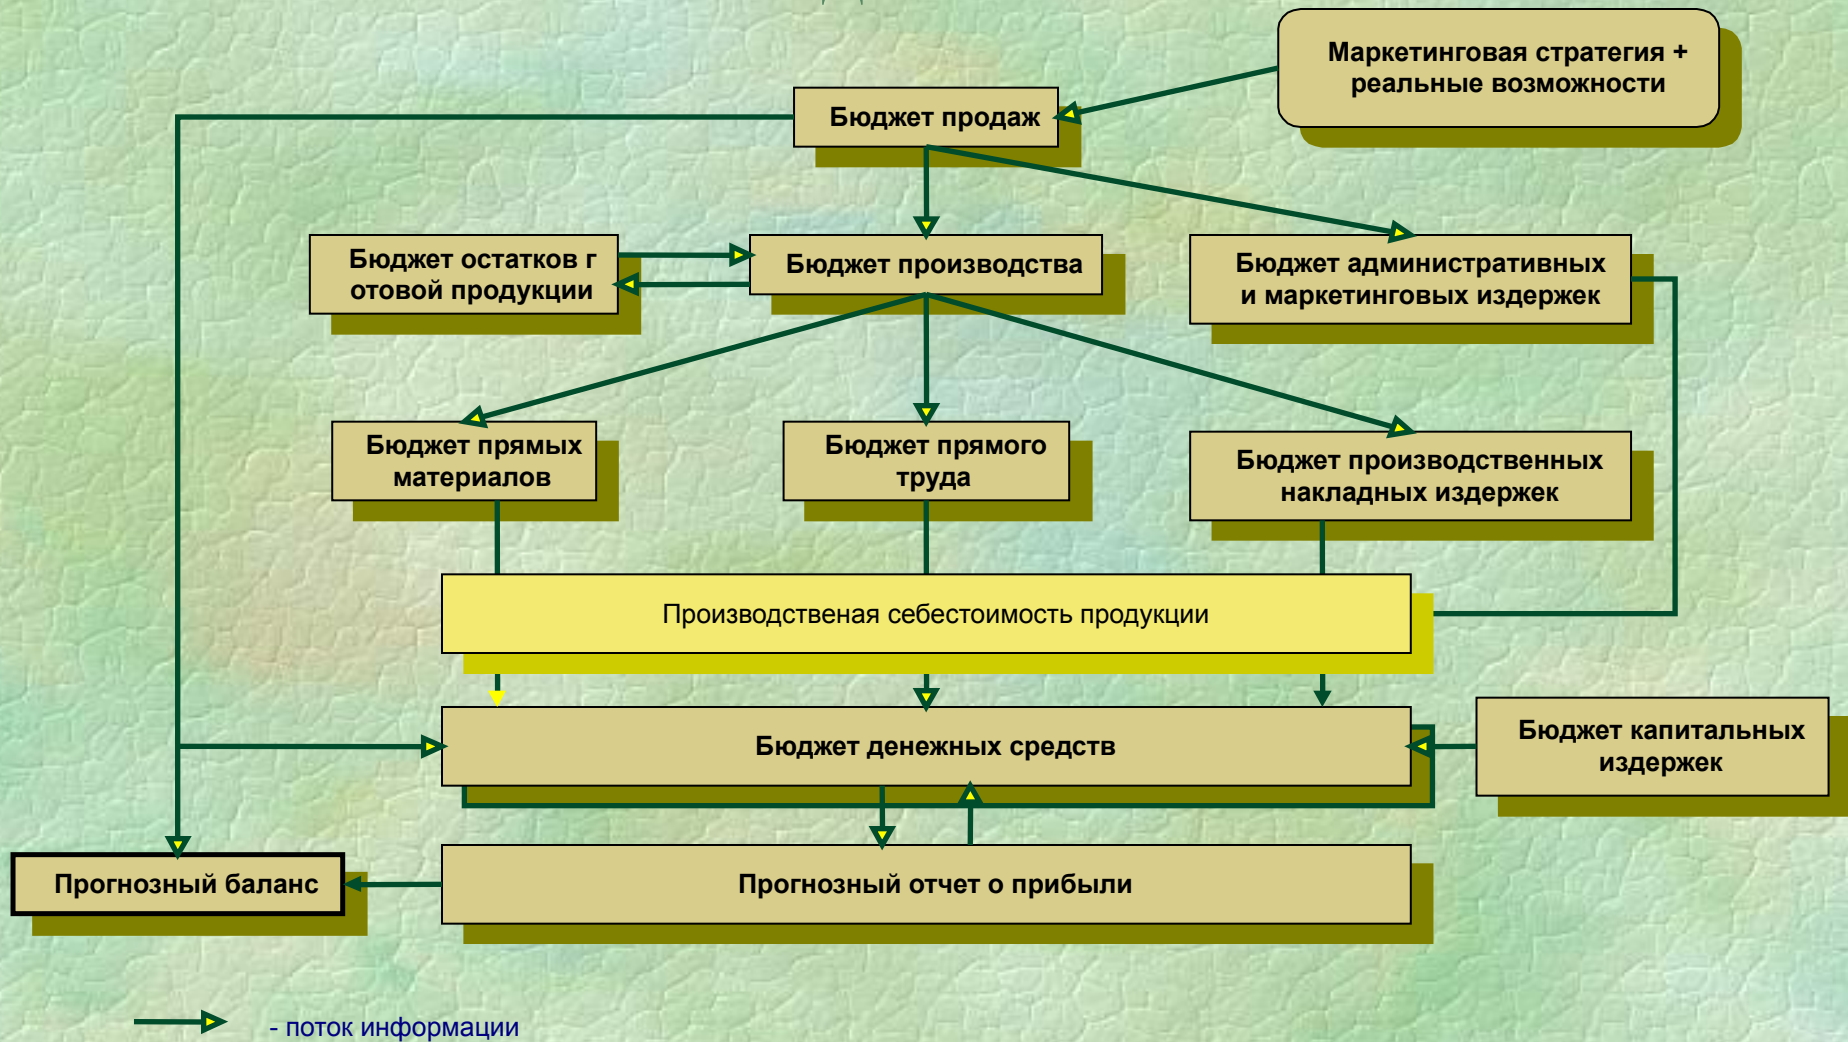 Маркетинговая стратегия +
реальные возможности
Бюджет продаж
Бюджет остатков г
отовой продукции
Бюджет производства
Бюджет административных
и маркетинговых издержек
Бюджет прямых
материалов
Бюджет прямого
труда
Бюджет производственных
накладных издержек
Производственая себестоимость продукции
Бюджет денежных средств
Бюджет капитальных
издержек
Прогнозный баланс
Прогнозный отчет о прибыли
- поток информации